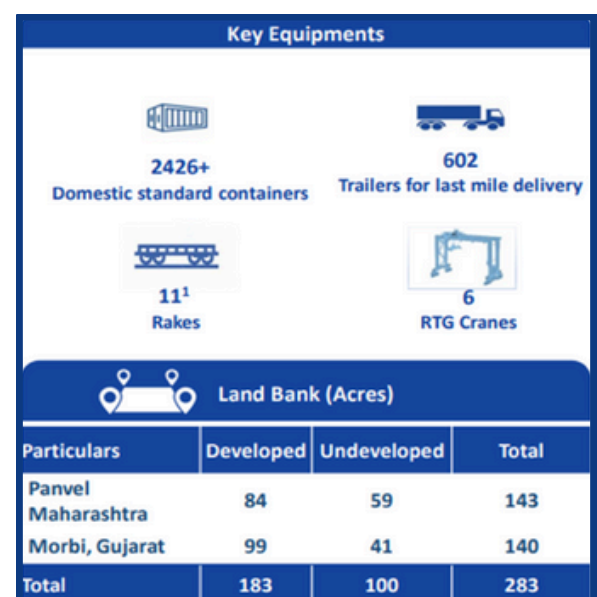 Key Equipments
2426+
Domestic standard containers
602
Trailers for last mile delivery
11¹
Rakes
6
RTG Cranes
Land Bank (Acres)
Particulars Developed Undeveloped Total
Panvel
Maharashtra 84 59 143
Morbi, Gujarat 99 41 140
Total 183 100 283